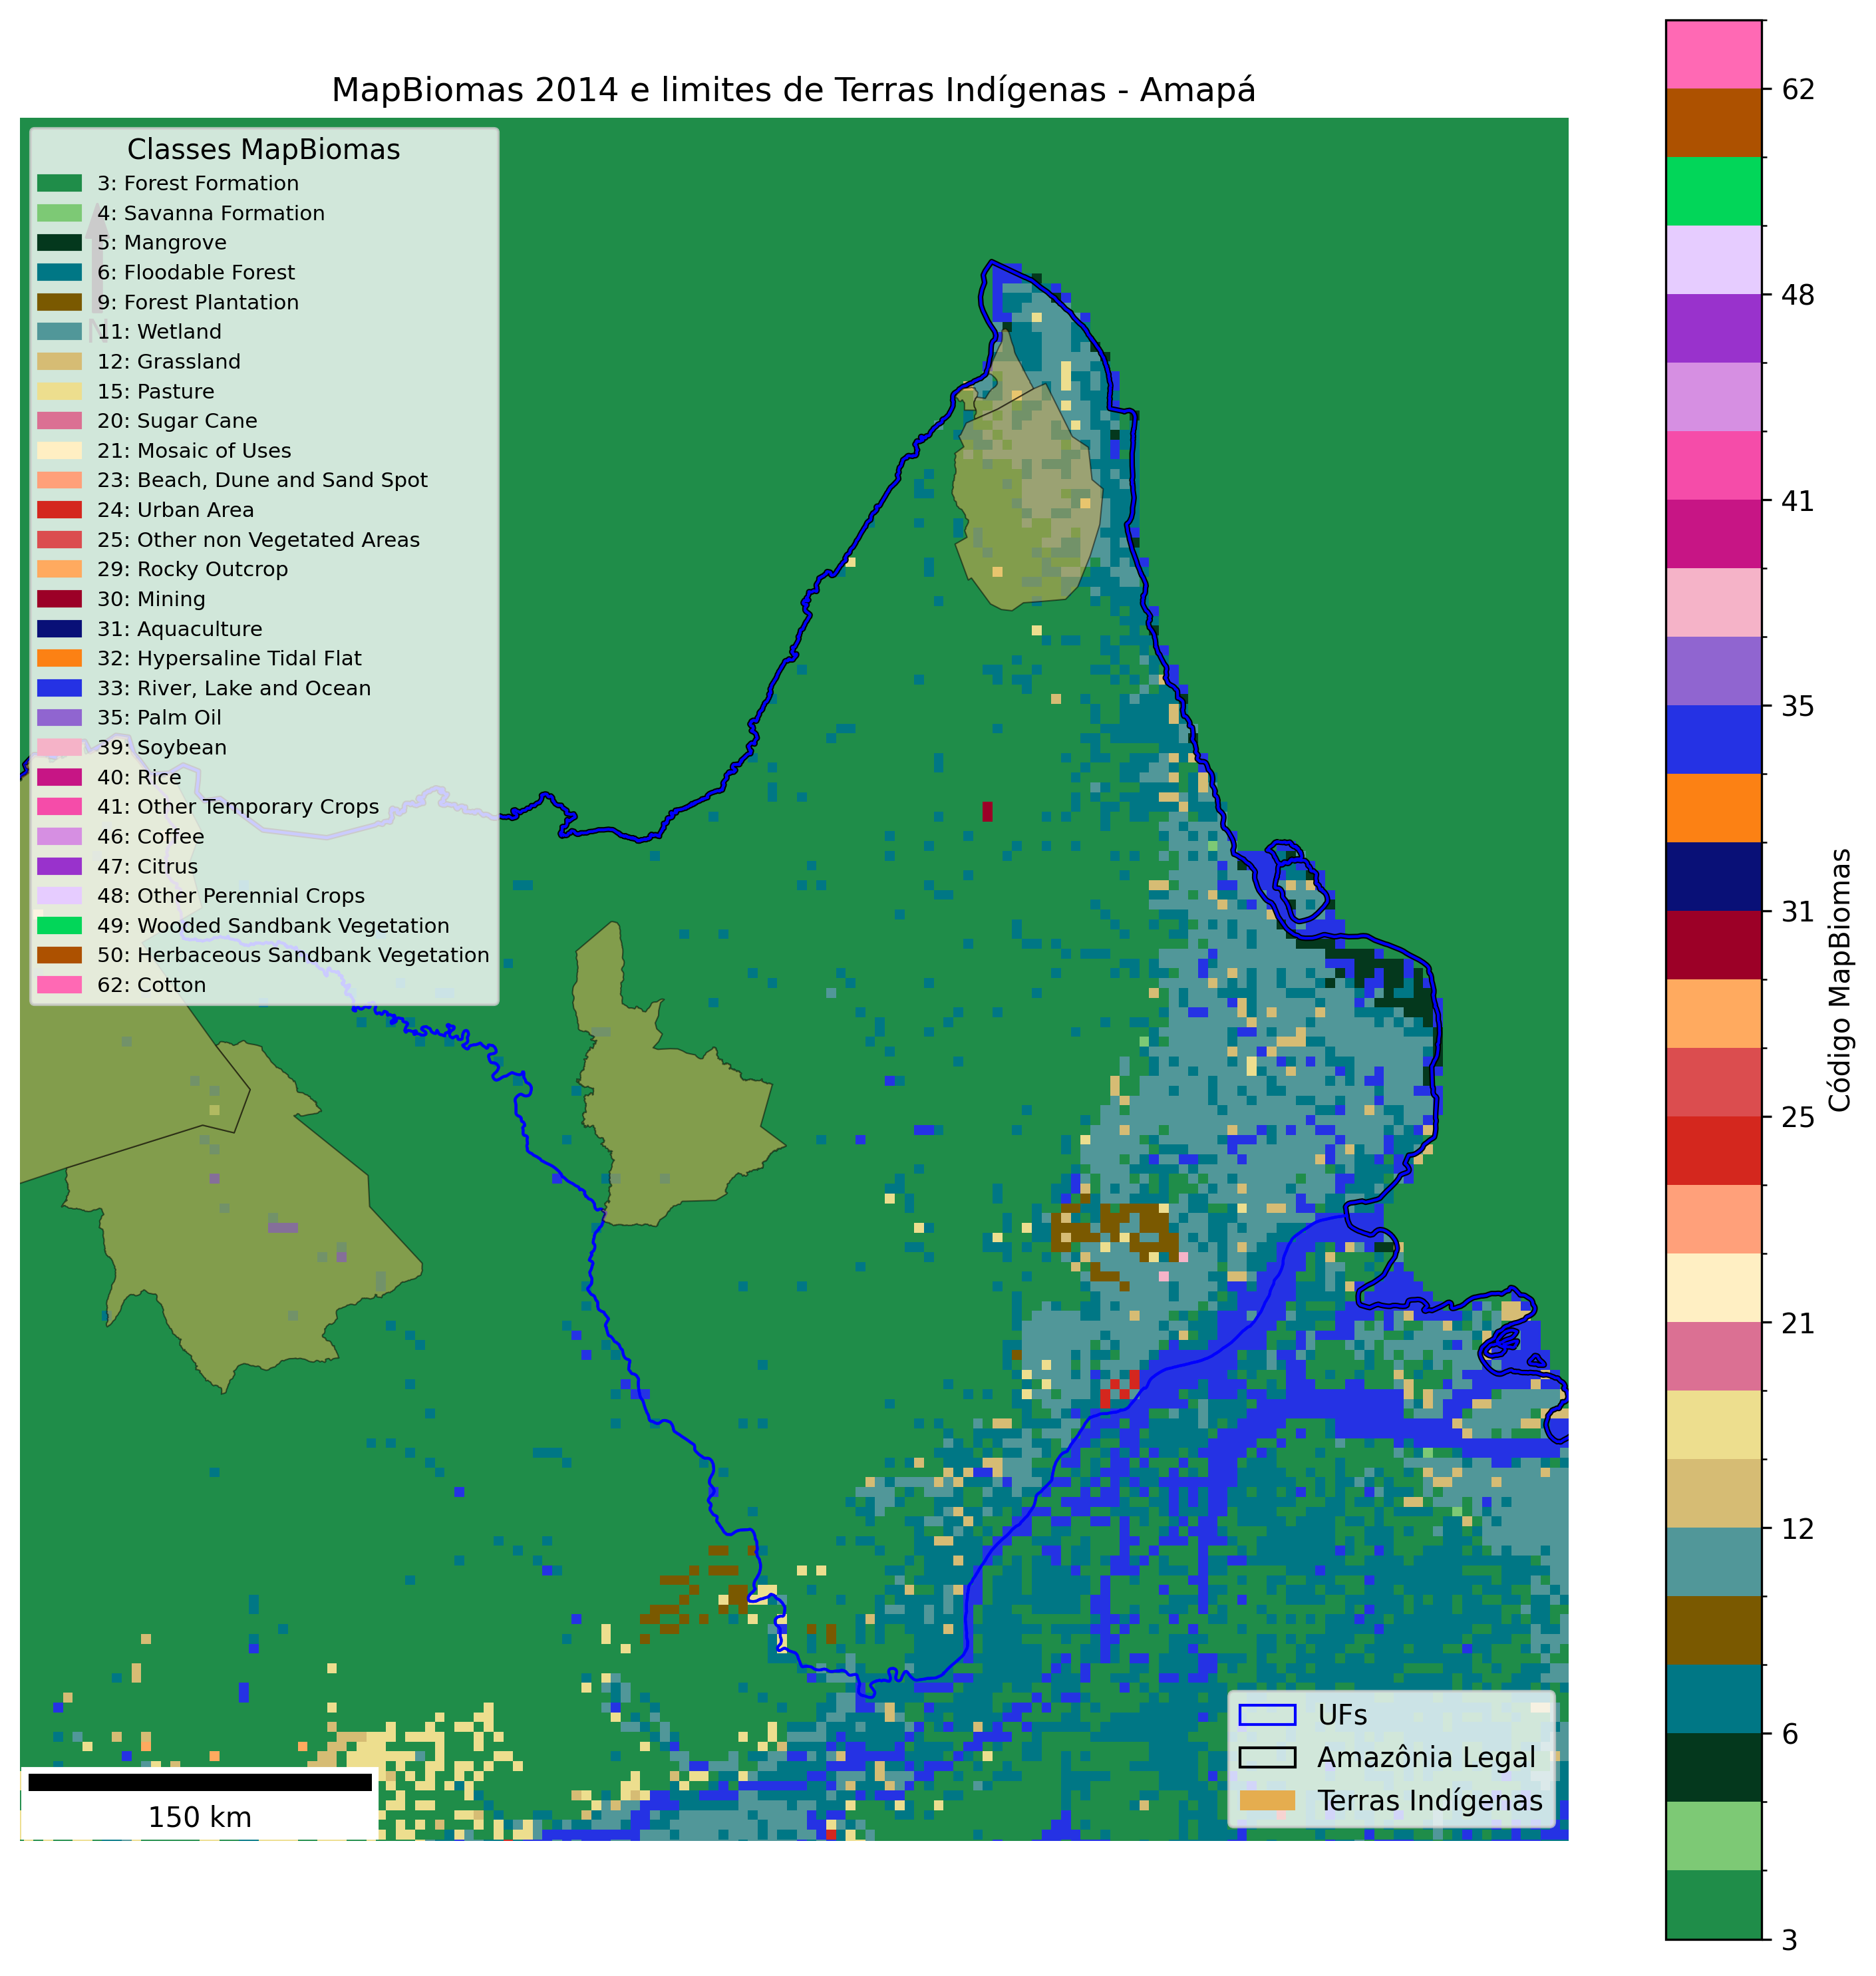 MapBiomas 2014 e limites de Terras Indígenas - Amapá
Classes MapBiomas
3: Forest Formation
4: Savanna Formation
5: Mangrove
6: Floodable Forest
9: Forest Plantation
11: Wetland
12: Grassland
15: Pasture
20: Sugar Cane
21: Mosaic of Uses
23: Beach, Dune and Sand Spot
24: Urban Area
25: Other non Vegetated Areas
29: Rocky Outcrop
30: Mining
31: Aquaculture
32: Hypersaline Tidal Flat
33: River, Lake and Ocean
35: Palm Oil
39: Soybean
40: Rice
41: Other Temporary Crops
46: Coffee
47: Citrus
48: Other Perennial Crops
49: Wooded Sandbank Vegetation
50: Herbaceous Sandbank Vegetation
62: Cotton
N
150 km
UFs
Amazônia Legal
Terras Indígenas
62
48
41
35
31
25
21
12
6
3
Código MapBiomas